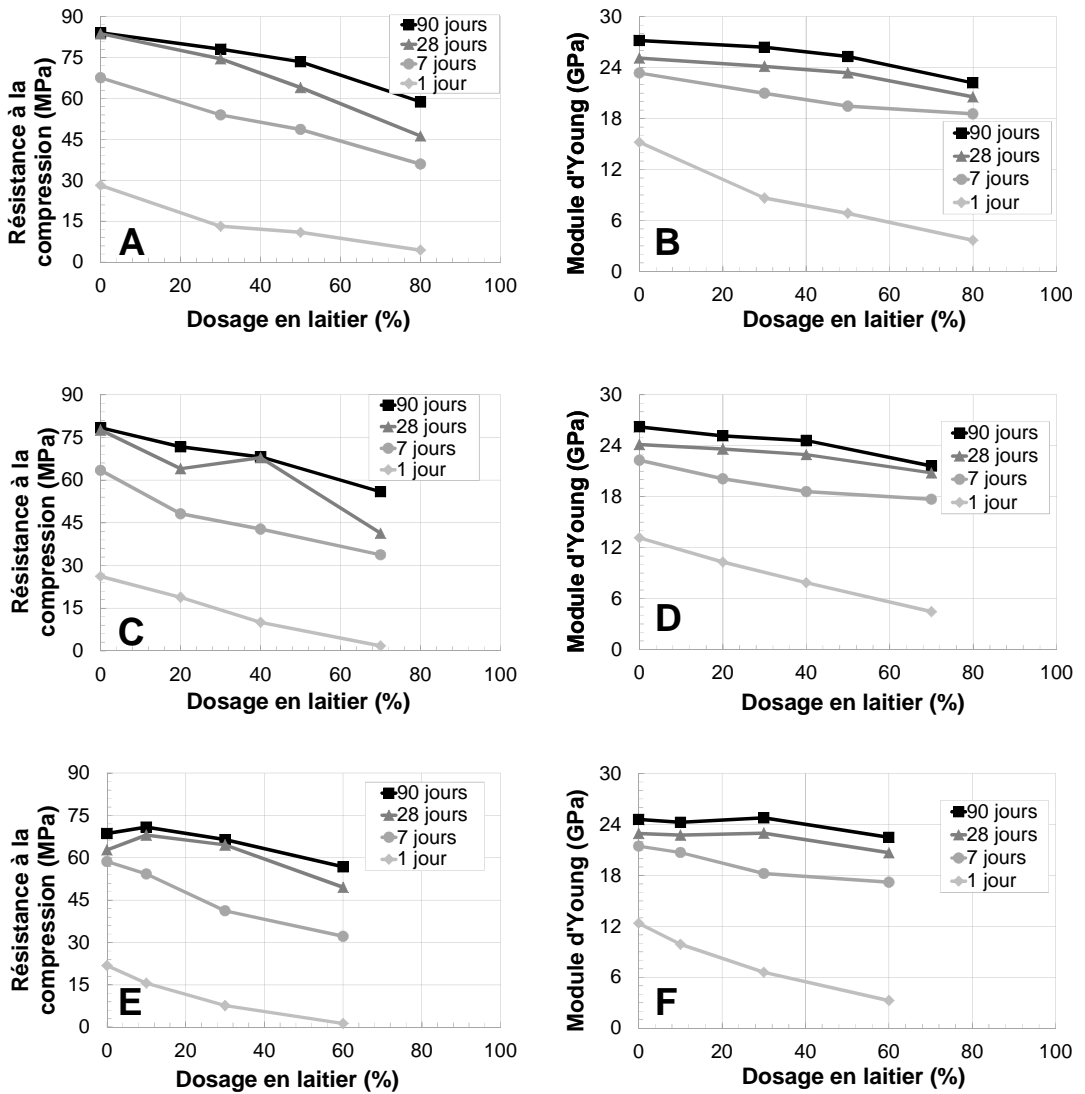 Résistance à la
compression (MPa)
90
75
60
45
30
15
0
90 jours
28 jours
7 jours
1 jour
A
0 20 40 60 80 100
Dosage en laitier (%)
Module d'Young (GPa)
30
24
18
12
6
0
90 jours
28 jours
7 jours
1 jour
B
0 20 40 60 80 100
Dosage en laitier (%)
Résistance à la
compression (MPa)
90
75
60
45
30
15
0
90 jours
28 jours
7 jours
1 jour
C
0 20 40 60 80 100
Dosage en laitier (%)
Module d'Young (GPa)
30
24
18
12
6
0
90 jours
28 jours
7 jours
1 jour
D
0 20 40 60 80 100
Dosage en laitier (%)
Résistance à la
compression (MPa)
90
75
60
45
30
15
0
90 jours
28 jours
7 jours
1 jour
E
0 20 40 60 80 100
Dosage en laitier (%)
Module d'Young (GPa)
30
24
18
12
6
0
90 jours
28 jours
7 jours
1 jour
F
0 20 40 60 80 100
Dosage en laitier (%)